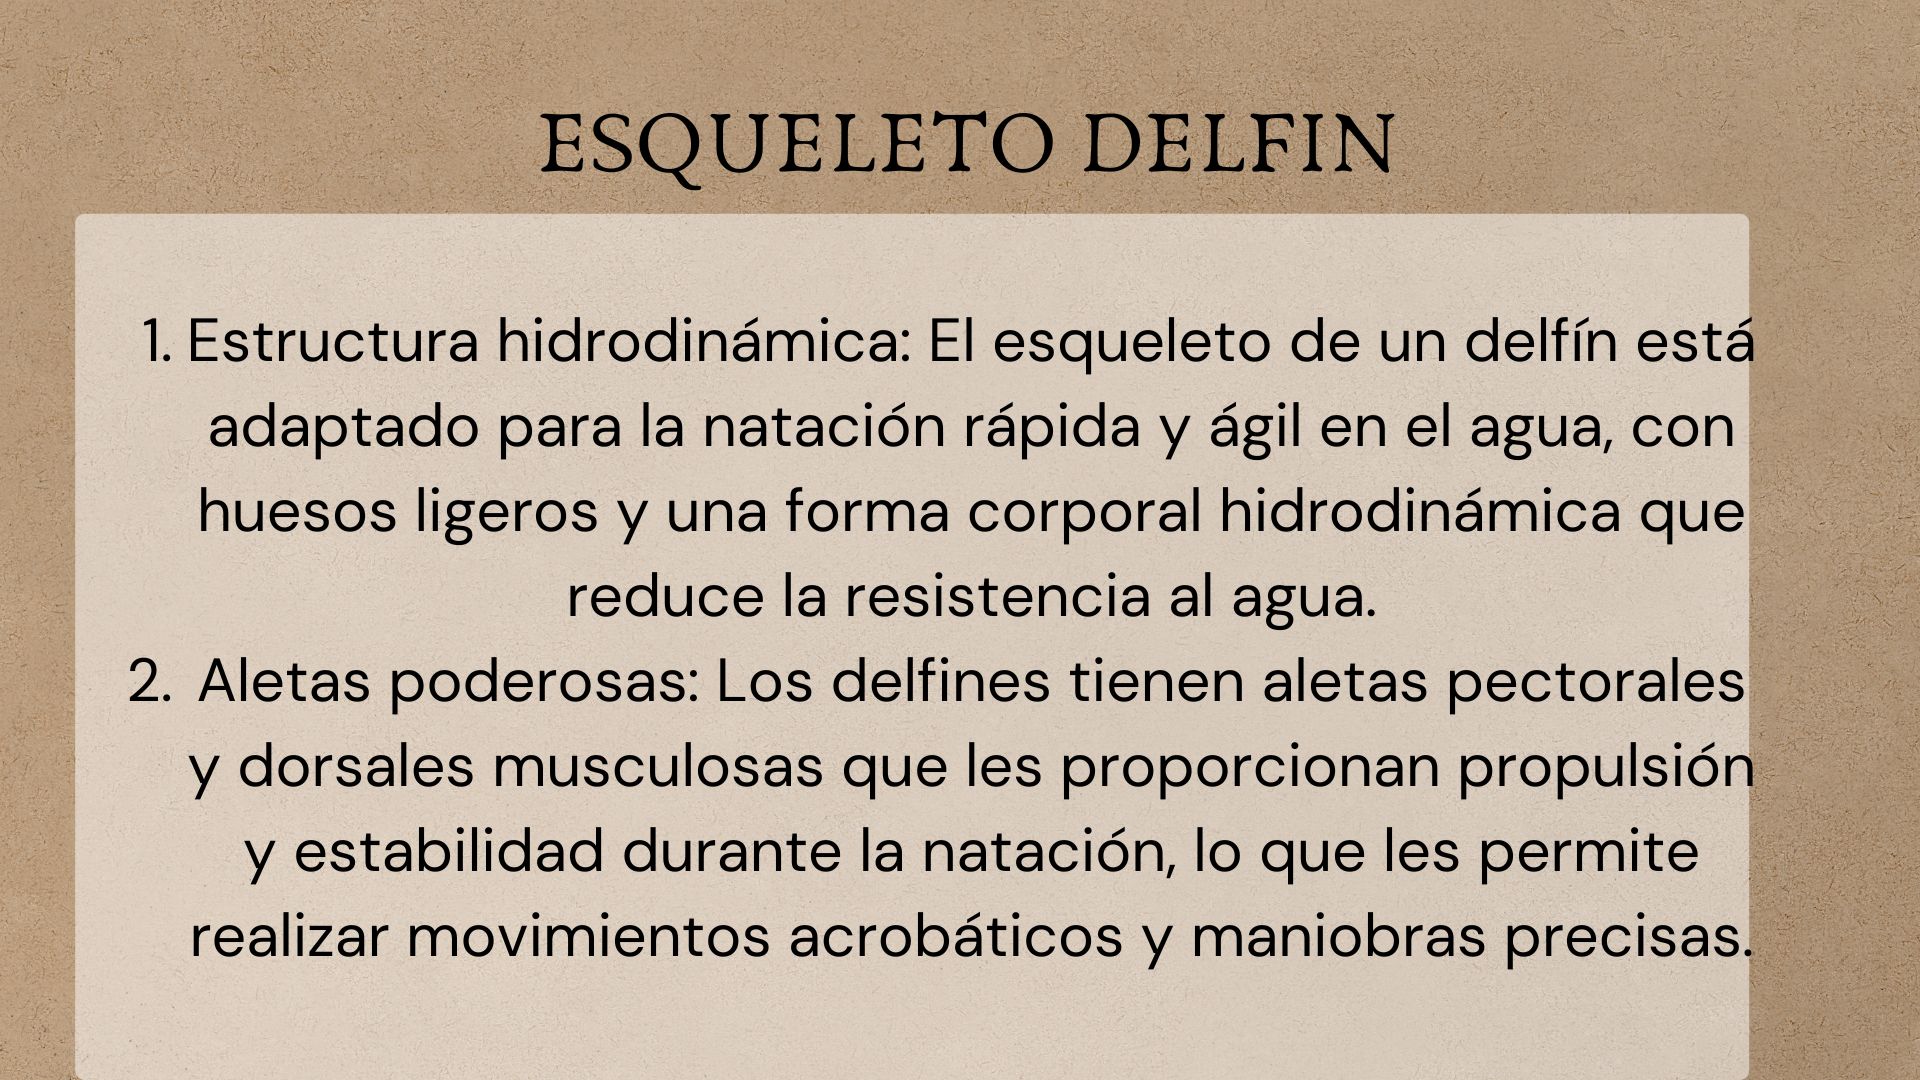 ESQUELETO DELFIN
1. Estructura hidrodinámica: El esqueleto de un delfín está
adaptado para la natación rápida y ágil en el agua, con
huesos ligeros y una forma corporal hidrodinámica que
reduce la resistencia al agua.
2. Aletas poderosas: Los delfines tienen aletas pectorales
y dorsales musculosas que les proporcionan propulsión
y estabilidad durante la natación, lo que les permite
realizar movimientos acrobáticos y maniobras precisas.